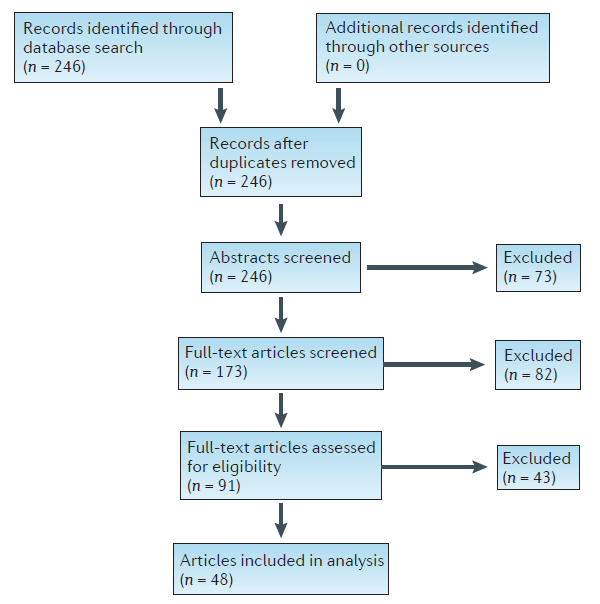 Records identified through
database search
(n = 246)
Additional records identified
through other sources
(n = 0)
Records after
duplicates removed
(n = 246)
Abstracts screened
(n = 246)
Excluded
(n = 73)
Full-text articles screened
(n = 173)
Excluded
(n = 82)
Full-text articles assessed
for eligibility
(n = 91)
Excluded
(n = 43)
Articles included in analysis
(n = 48)